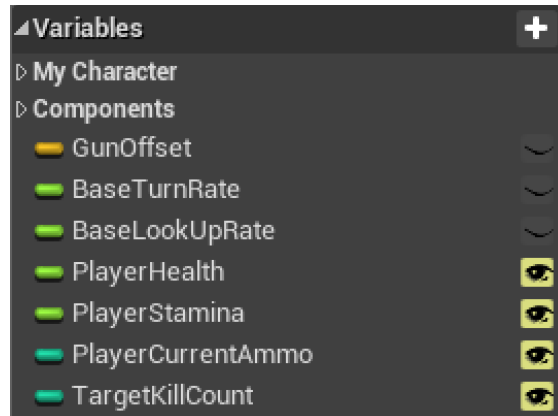 Variables
My Character
Components
GunOffset
BaseTurnRate
BaseLookUpRate
PlayerHealth
PlayerStamina
PlayerCurrentAmmo
TargetKillCount